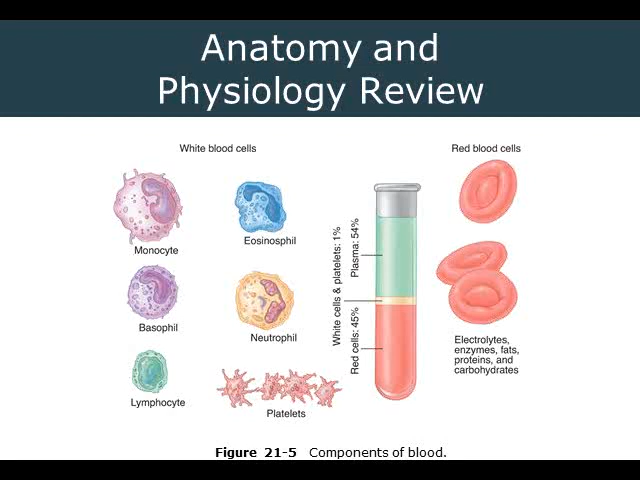 Anatomy and
Physiology Review
White blood cells
Red blood cells
Monocyte
Eosinophil
Basophil
Neutrophil
Lymphocyte
Platelets
White cells & platelets: 1%
Plasma: 54%
Red cells: 45%
Electrolytes,
enzymes, fats,
proteins, and
carbohydrates
Figure 21-5 Components of blood.